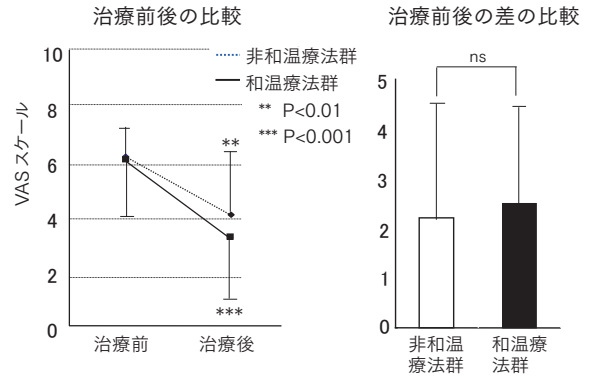 治療前後の比較
治療前後の差の比較
VASスケール
10
8
6
4
2
0
非和温療法群
和温療法群
** P<0.01
*** P<0.001
**
***
治療前
治療後
ns
5
4
3
2
1
0
非和温
療法群
和温療
法群